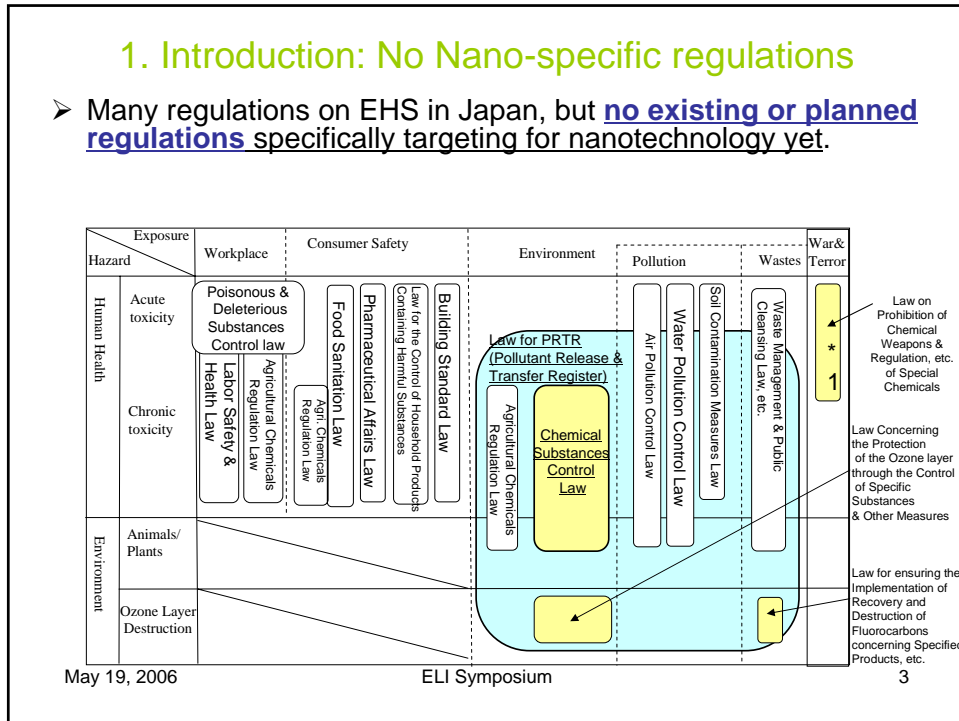 1. Introduction: No Nano-specific regulations
➢ Many regulations on EHS in Japan, but no existing or planned
regulations specifically targeting for nanotechnology yet.
Exposure
Hazard
Workplace
Consumer Safety
Environment
Pollution
Wastes
War&
Terror
Human Health
Acute
toxicity
Chronic
toxicity
Environment
Animals/
Plants
Ozone Layer
Destruction
Poisonous &
Deleterious
Substances
Control law
Labor Safety &
Health Law
Agricultural Chemicals
Regulation Law
Agri. Chemicals
Regulation Law
Food Sanitation Law
Pharmaceutical Affairs Law
Law for the Control of Household Products
Containing Harmful Substances
Building Standard Law
Law for PRTR
(Pollutant Release &
Transfer Register)
Agricultural Chemicals
Regulation Law
Chemical
Substances
Control
Law
Air Pollution Control Law
Water Pollution Control Law
Soil Contamination Measures Law
Waste Management & Public
Cleansing Law, etc.
*
1
Law on
Prohibition of
Chemical
Weapons &
Regulation, etc.
of Special
Chemicals
Law Concerning
the Protection
of the Ozone layer
through the Control
of Specific
Substances
& Other Measures
Law for ensuring the
Implementation of
Recovery and
Destruction of
Fluorocarbons
concerning Specified
Products, etc.
May 19, 2006
ELI Symposium
3